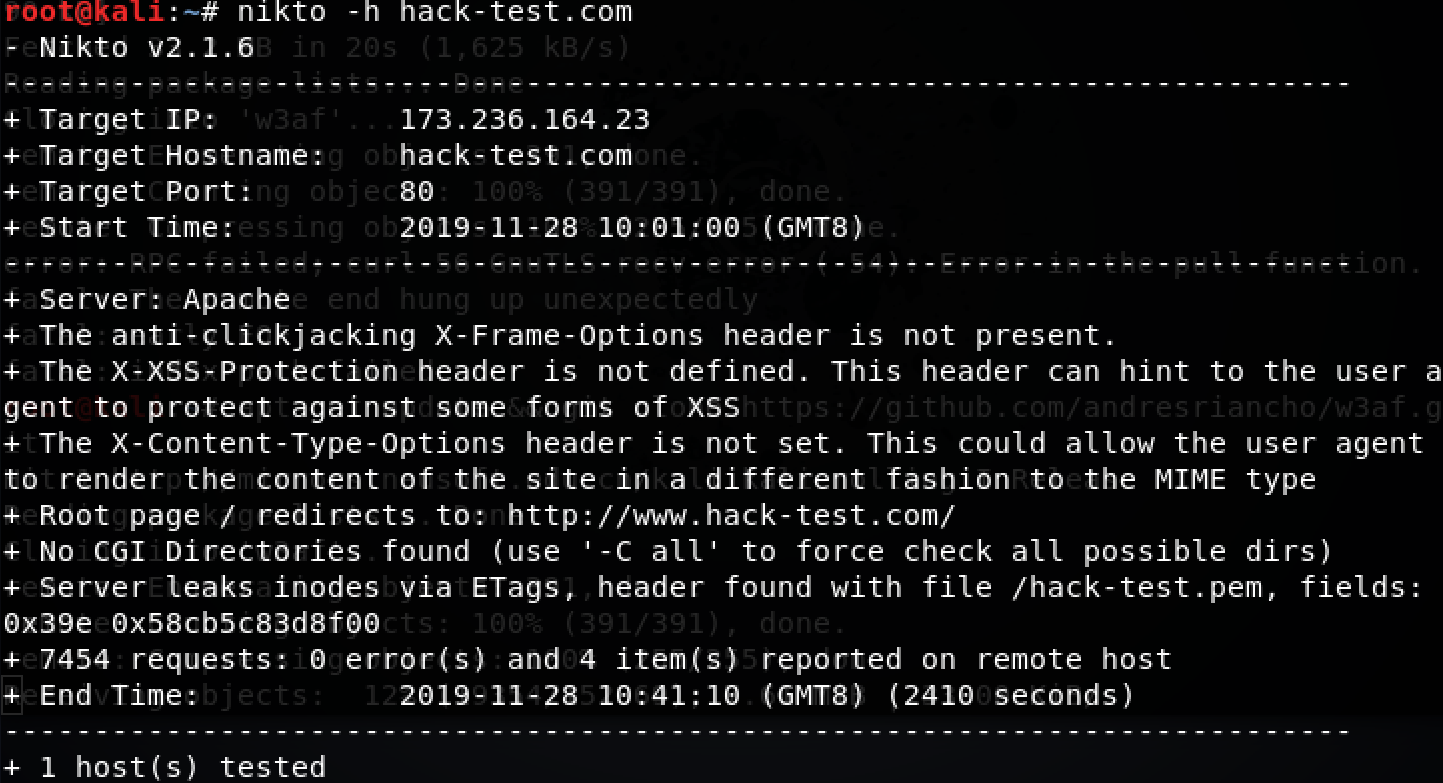 root@kali:~# nikto -h hack-test.com
- Nikto v2.1.6
---------------------------------------------------------------------------
+ Target IP:          173.236.164.23
+ Target Hostname:    hack-test.com
+ Target Port:        80
+ Start Time:         2019-11-28 10:01:00 (GMT8)
---------------------------------------------------------------------------
+ Server: Apache
+ The anti-clickjacking X-Frame-Options header is not present.
+ The X-XSS-Protection header is not defined. This header can hint to the user a
gent to protect against some forms of XSS
+ The X-Content-Type-Options header is not set. This could allow the user agent
to render the content of the site in a different fashion to the MIME type
+ Root page / redirects to: http://www.hack-test.com/
+ No CGI Directories found (use '-C all' to force check all possible dirs)
+ Server leaks inodes via ETags, header found with file /hack-test.pem, fields:
0x39e 0x58cb5c83d8f00
+ 7454 requests: 0 error(s) and 4 item(s) reported on remote host
+ End Time:           2019-11-28 10:41:10 (GMT8) (2410 seconds)
---------------------------------------------------------------------------
+ 1 host(s) tested